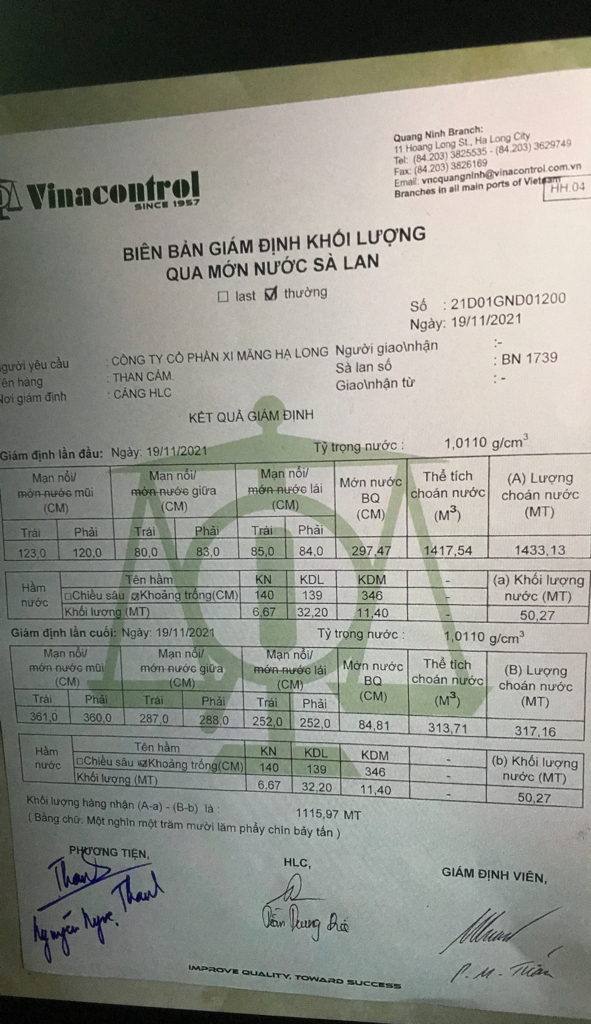 Vinacontrol
SINCE 1957
Quang Ninh Branch:
11 Hoang Long St., Ha Long City
Tel: (84.203) 3825535 - (84.203) 3629749
Fax: (84.203) 3826169
Email: vncquangninh@vinacontrol.com.vn
Branches in all main ports of Vietnam
HH.04
BIÊN BẢN GIÁM ĐỊNH KHỐI LƯỢNG
QUA MỚN NƯỚC SÀ LAN
☐ last ☑ thường
Số : 21D01GND01200
Ngày: 19/11/2021
gười yêu cầu : CÔNG TY CỔ PHẦN XI MĂNG HẠ LONG Người giao\nhận :-
ên hàng : THAN CÁM Sà lan số : BN 1739
Nơi giám định : CẢNG HLC Giao\nhận từ : -
KẾT QUẢ GIÁM ĐỊNH
Giám định lần đầu: Ngày: 19/11/2021 Tỷ trọng nước : 1,0110 g/cm³
Mạn nổi/ Mạn nổi/ Mạn nổi/ Mớn nước Thể tích (A) Lượng
mớn nước mũi mớn nước giữa mớn nước lái BQ choán nước choán nước
(CM) (CM) (CM) (CM) (M³) (MT)
Trái Phải Trái Phải Trái Phải
123,0 120,0 80,0 83,0 85,0 84,0 297,47 1417,54 1433,13
Hầm nước Tên hầm KN KDL KDM - (a) Khối lượng
☐Chiều sâu ☑Khoảng trống(CM) 140 139 346 - nước (MT)
Khối lượng (MT) 6,67 32,20 11,40 - 50,27
Giám định lần cuối: Ngày: 19/11/2021 Tỷ trọng nước : 1,0110 g/cm³
Mạn nổi/ Mạn nổi/ Mạn nổi/ Mớn nước Thể tích (B) Lượng
mớn nước mũi mớn nước giữa mớn nước lái BQ choán nước choán nước
(CM) (CM) (CM) (CM) (M³) (MT)
Trái Phải Trái Phải Trái Phải
361,0 360,0 287,0 288,0 252,0 252,0 84,81 313,71 317,16
Hầm nước Tên hầm KN KDL KDM - (b) Khối lượng
☐Chiều sâu ☑Khoảng trống(CM) 140 139 346 - nước (MT)
Khối lượng (MT) 6,67 32,20 11,40 - 50,27
Khối lượng hàng nhận (A-a) - (B-b) là : 1115,97 MT
( Bằng chữ: Một nghìn một trăm mười lăm phẩy chín bảy tấn )
PHƯƠNG TIỆN, HLC, GIÁM ĐỊNH VIÊN,
Thanh
Nguyễn Thanh
P. M. Tuấn
IMPROVE QUALITY, TOWARD SUCCESS